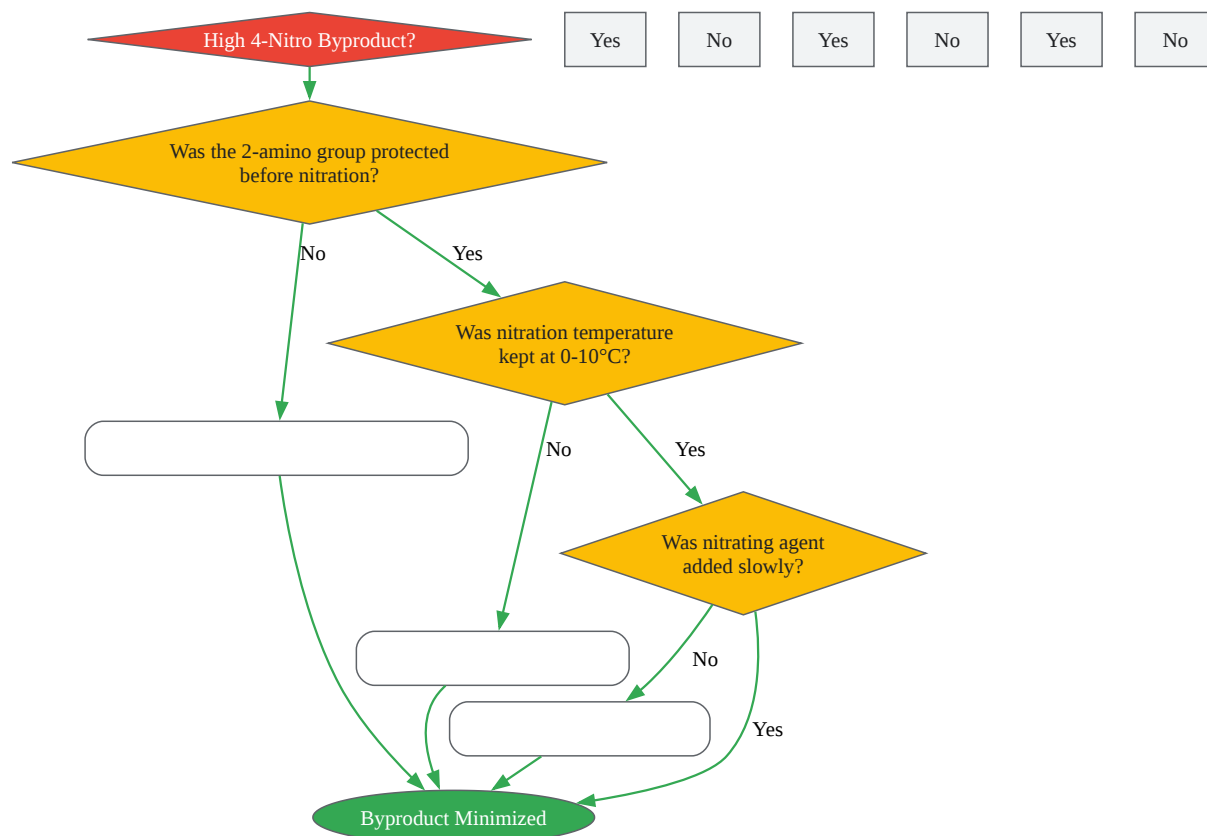 High 4-Nitro Byproduct?
Yes
No
Yes
No
Yes
No
Was the 2-amino group protected
before nitration?
No
Yes
Was nitration temperature
kept at 0-10°C?
No
Yes
Was nitrating agent
added slowly?
No
Yes
Byproduct Minimized